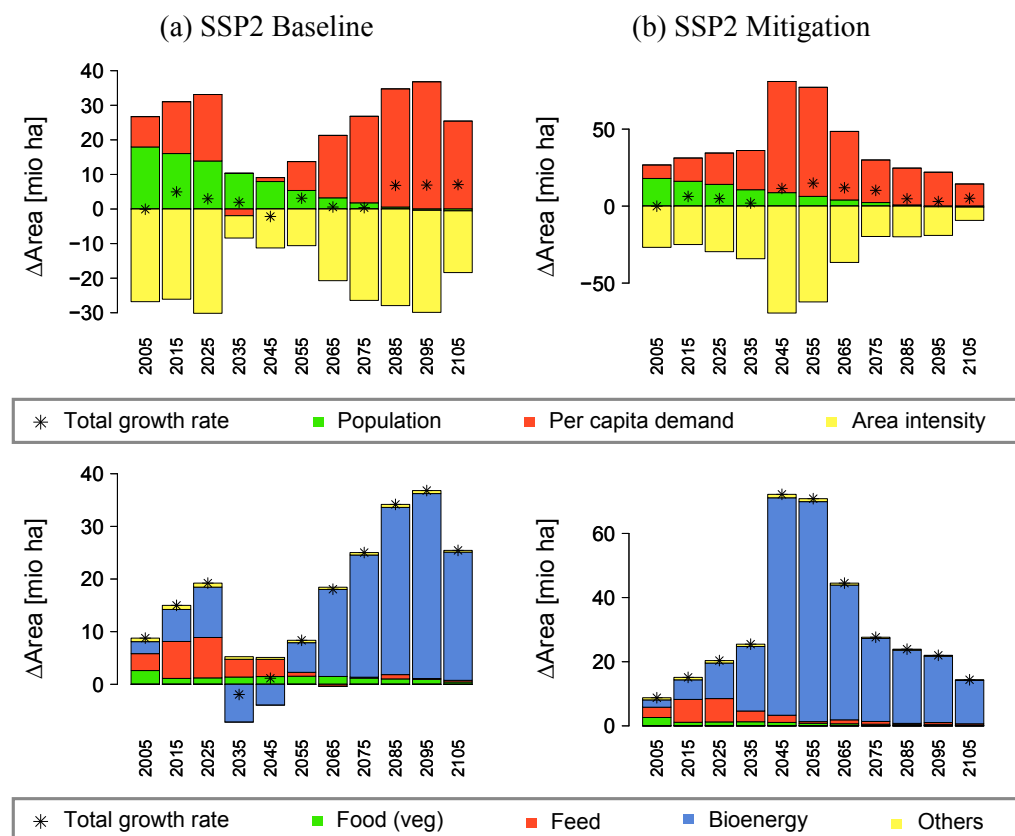 (a) SSP2 Baseline
(b) SSP2 Mitigation
ΔArea [mio ha]
40
30
20
10
0
−10
−20
−30
2005 2015 2025 2035 2045 2055 2065 2075 2085 2095 2105
ΔArea [mio ha]
50
0
−50
2005 2015 2025 2035 2045 2055 2065 2075 2085 2095 2105
Total growth rate Population Per capita demand Area intensity
ΔArea [mio ha]
40
30
20
10
0
2005 2015 2025 2035 2045 2055 2065 2075 2085 2095 2105
ΔArea [mio ha]
60
40
20
0
2005 2015 2025 2035 2045 2055 2065 2075 2085 2095 2105
Total growth rate Food (veg) Feed Bioenergy Others